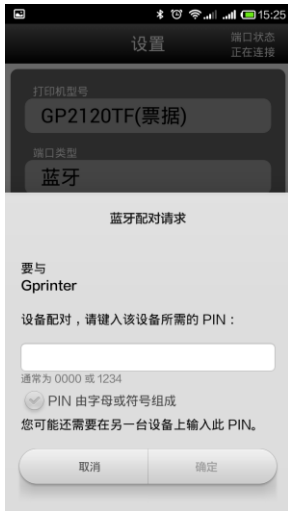 15:25
设置
端口状态
正在连接
打印机型号
GP2120TF(票据)
端口类型
蓝牙
蓝牙配对请求
要与
Gprinter
设备配对，请键入该设备所需的 PIN：
通常为 0000 或 1234
PIN 由字母或符号组成
您可能还需要在另一台设备上输入此 PIN。
取消
确定